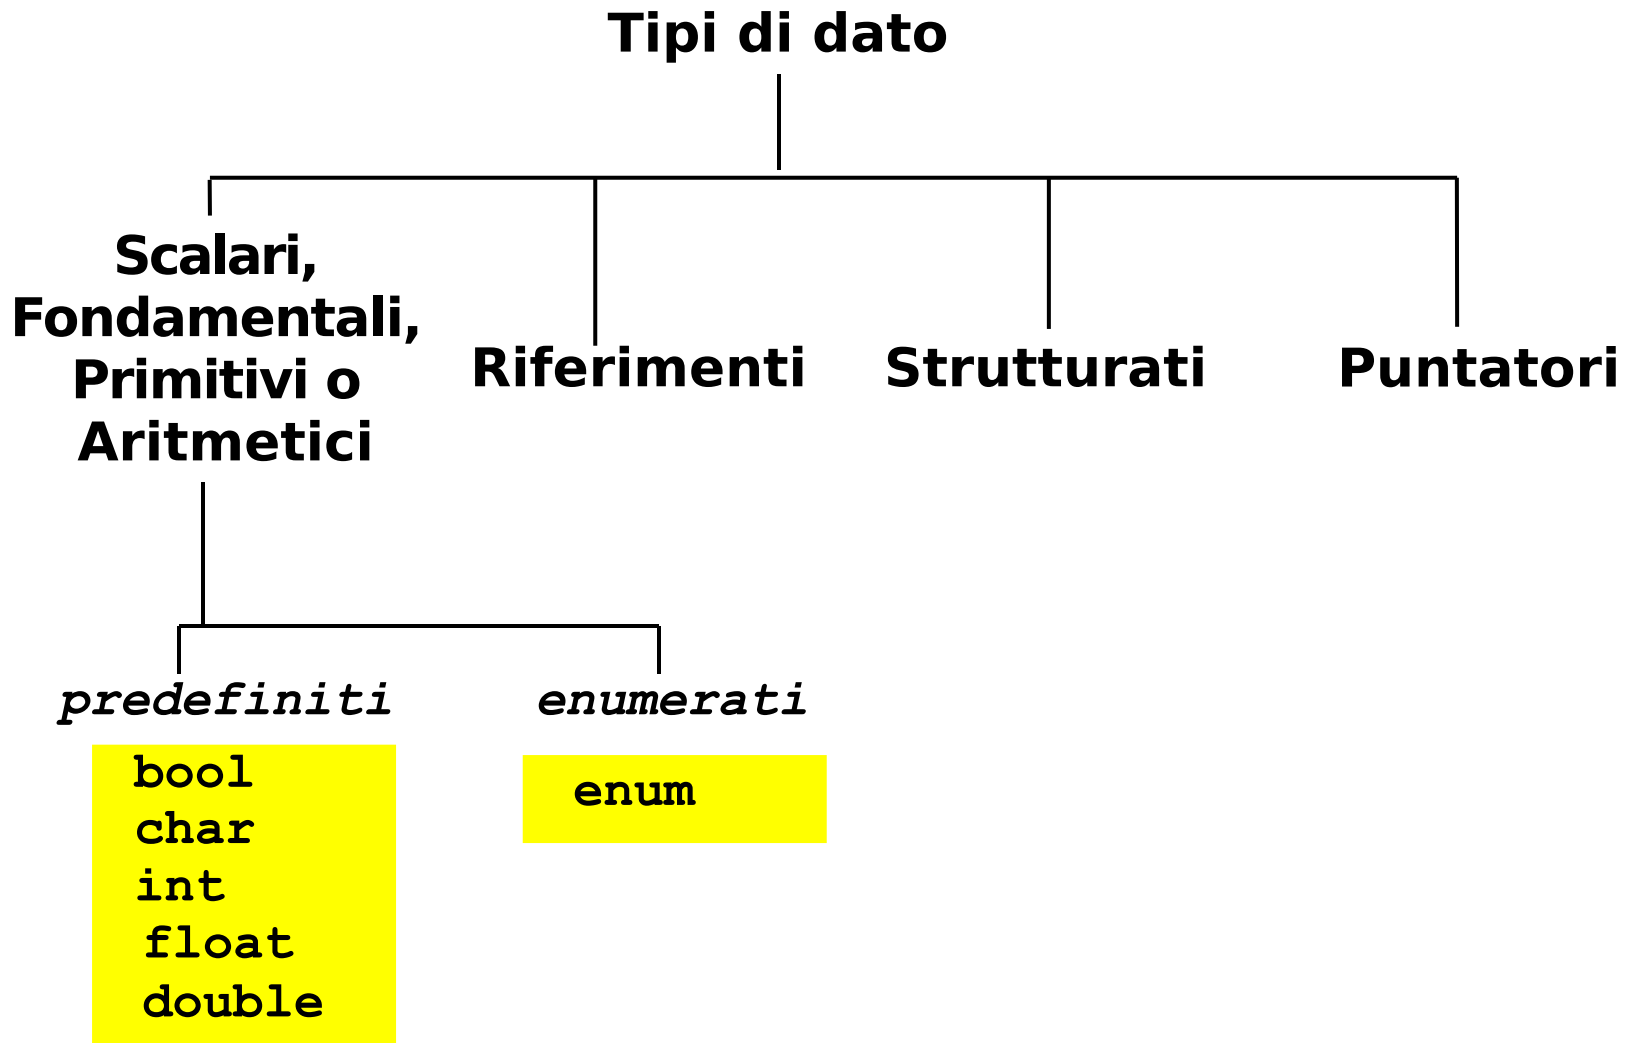 Tipi di dato
Scalari,
Fondamentali,
Primitivi o
Aritmetici
Riferimenti
Strutturati
Puntatori
predefiniti
bool
char
int
float
double
enumerati
enum